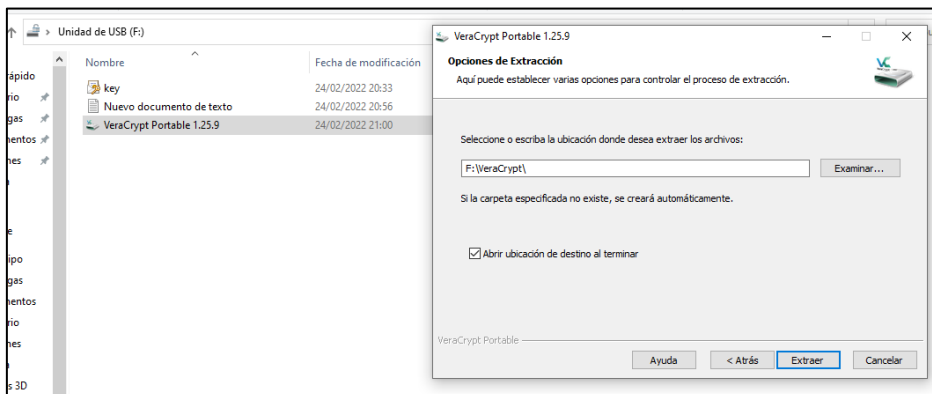 Unidad de USB (F:)
Nombre
Fecha de modificación
key
24/02/2022 20:33
Nuevo documento de texto
24/02/2022 20:56
VeraCrypt Portable 1.25.9
24/02/2022 21:00
ápido
rio
gas
mentos
nes
e
ipo
gas
mentos
rio
nes
s 3D
VeraCrypt Portable 1.25.9
Opciones de Extracción
Aquí puede establecer varias opciones para controlar el proceso de extracción.
VC
Seleccione o escriba la ubicación donde desea extraer los archivos:
F:\VeraCrypt\
Examinar...
Si la carpeta especificada no existe, se creará automáticamente.
Abrir ubicación de destino al terminar
VeraCrypt Portable
Ayuda
< Atrás
Extraer
Cancelar